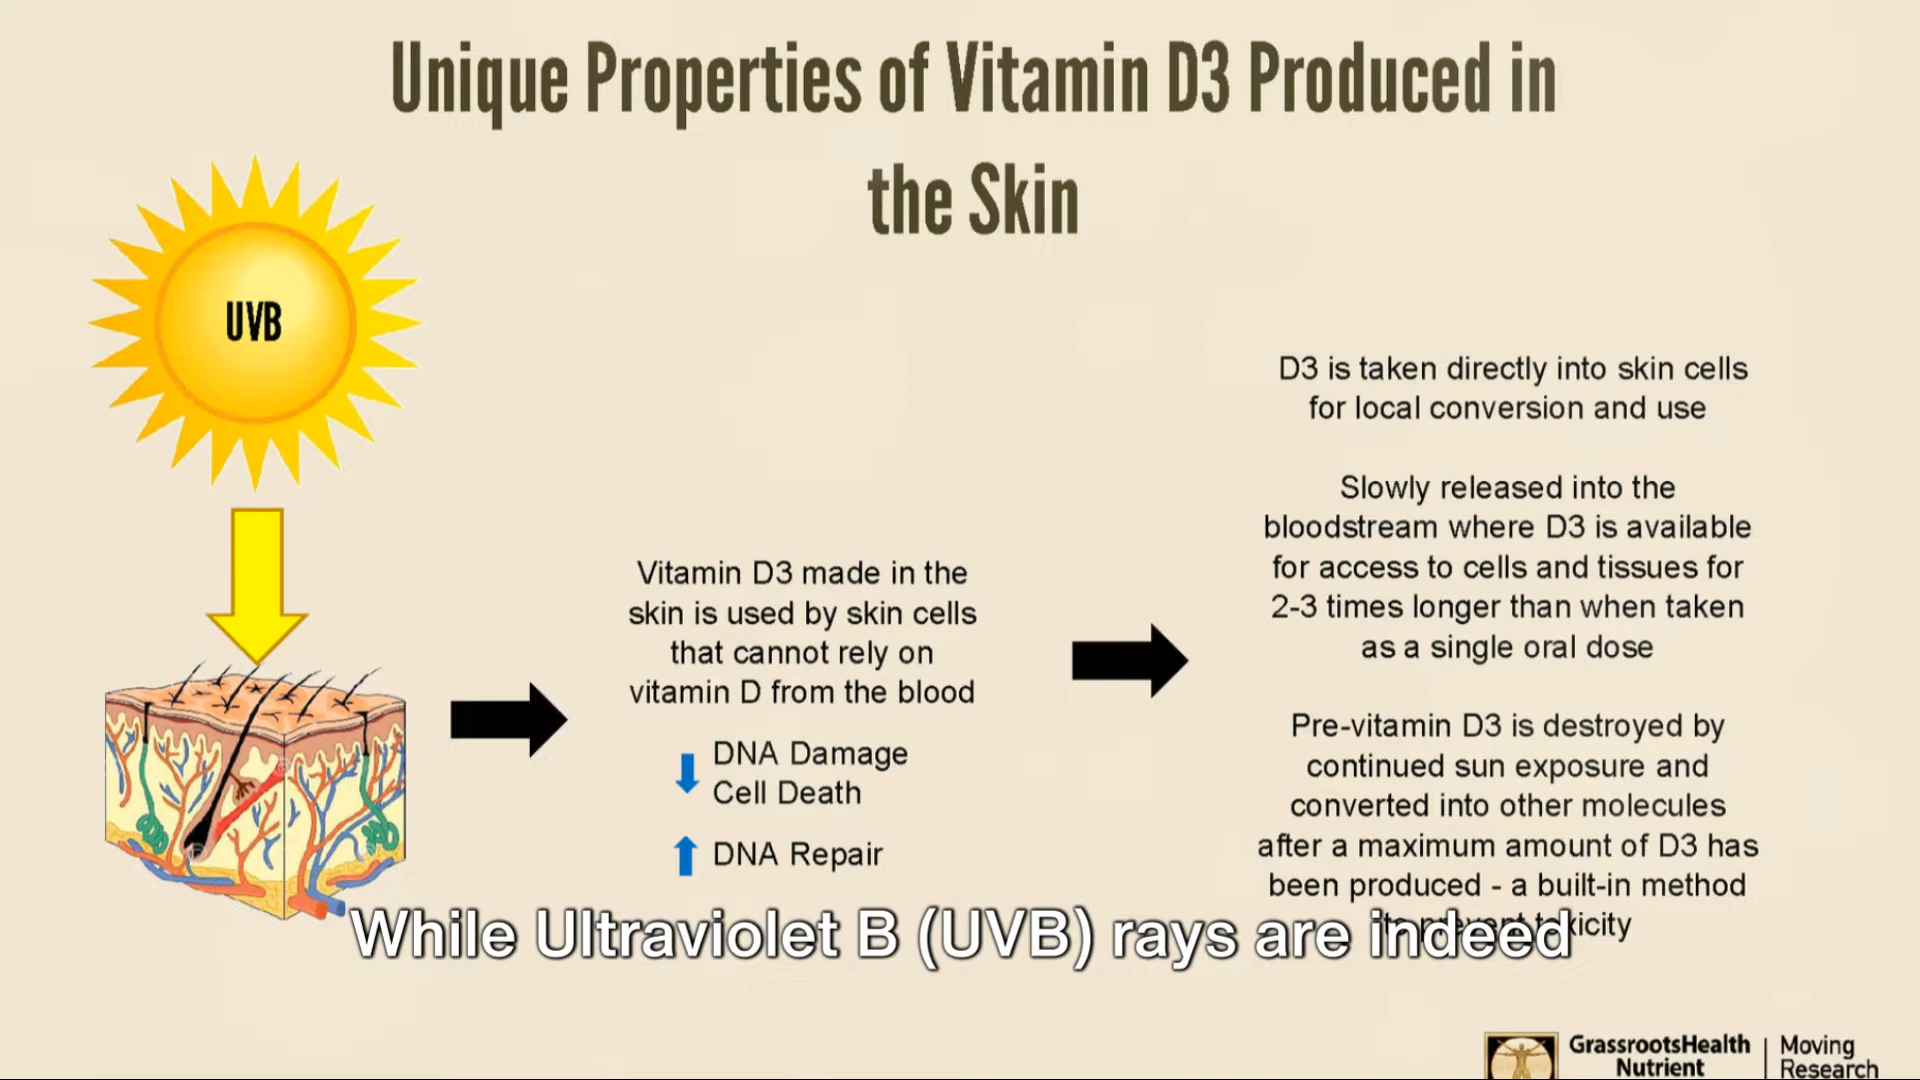 Unique Properties of Vitamin D3 Produced in
the Skin
UVB
Vitamin D3 made in the
skin is used by skin cells
that cannot rely on
vitamin D from the blood
DNA Damage
Cell Death
DNA Repair
D3 is taken directly into skin cells
for local conversion and use
Slowly released into the
bloodstream where D3 is available
for access to cells and tissues for
2-3 times longer than when taken
as a single oral dose
Pre-vitamin D3 is destroyed by
continued sun exposure and
converted into other molecules
after a maximum amount of D3 has
been produced - a built-in method
to prevent toxicity
While Ultraviolet B (UVB) rays are indeed
GrassrootsHealth
Nutrient
Moving
Research